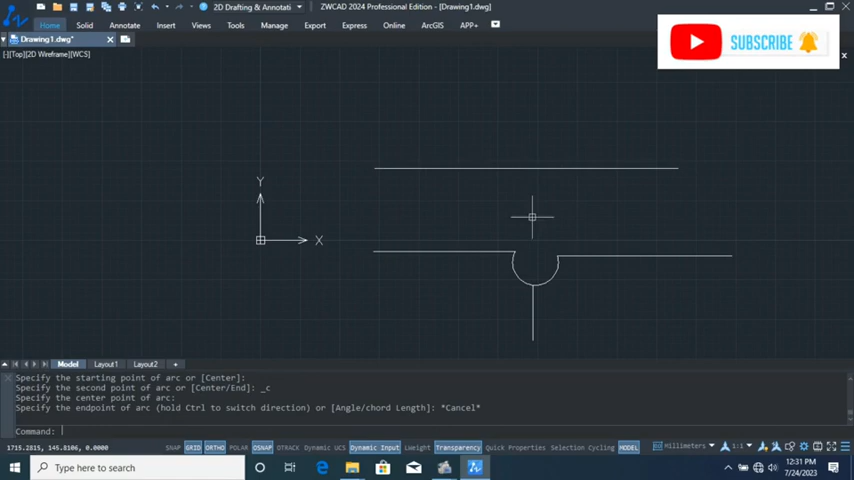 2D Drafting & Annotati
ZWCAD 2024 Professional Edition - [Drawing1.dwg*]
Home Solid Annotate Insert Views Tools Manage Export Express Online ArcGIS APP+
Drawing1.dwg*
[-][Top][2D Wireframe][WCS]
SUBSCRIBE
Y
X
Model Layout1 Layout2 +
Specify the starting point of arc or [Center]:
Specify the second point of arc or [Center/End]: _c
Specify the center point of arc:
Specify the endpoint of arc (hold Ctrl to switch direction) or [Angle/chord Length]: *Cancel*
Command:
1715.2815, 145.8106, 0.0000 SNAP GRID ORTHO POLAR OSNAP OTRACK Dynamic UCS Dynamic Input LWeight Transparency Quick Properties Selection Cycling MODEL Millimeters 1:1
Type here to search
12:31 PM
7/24/2023